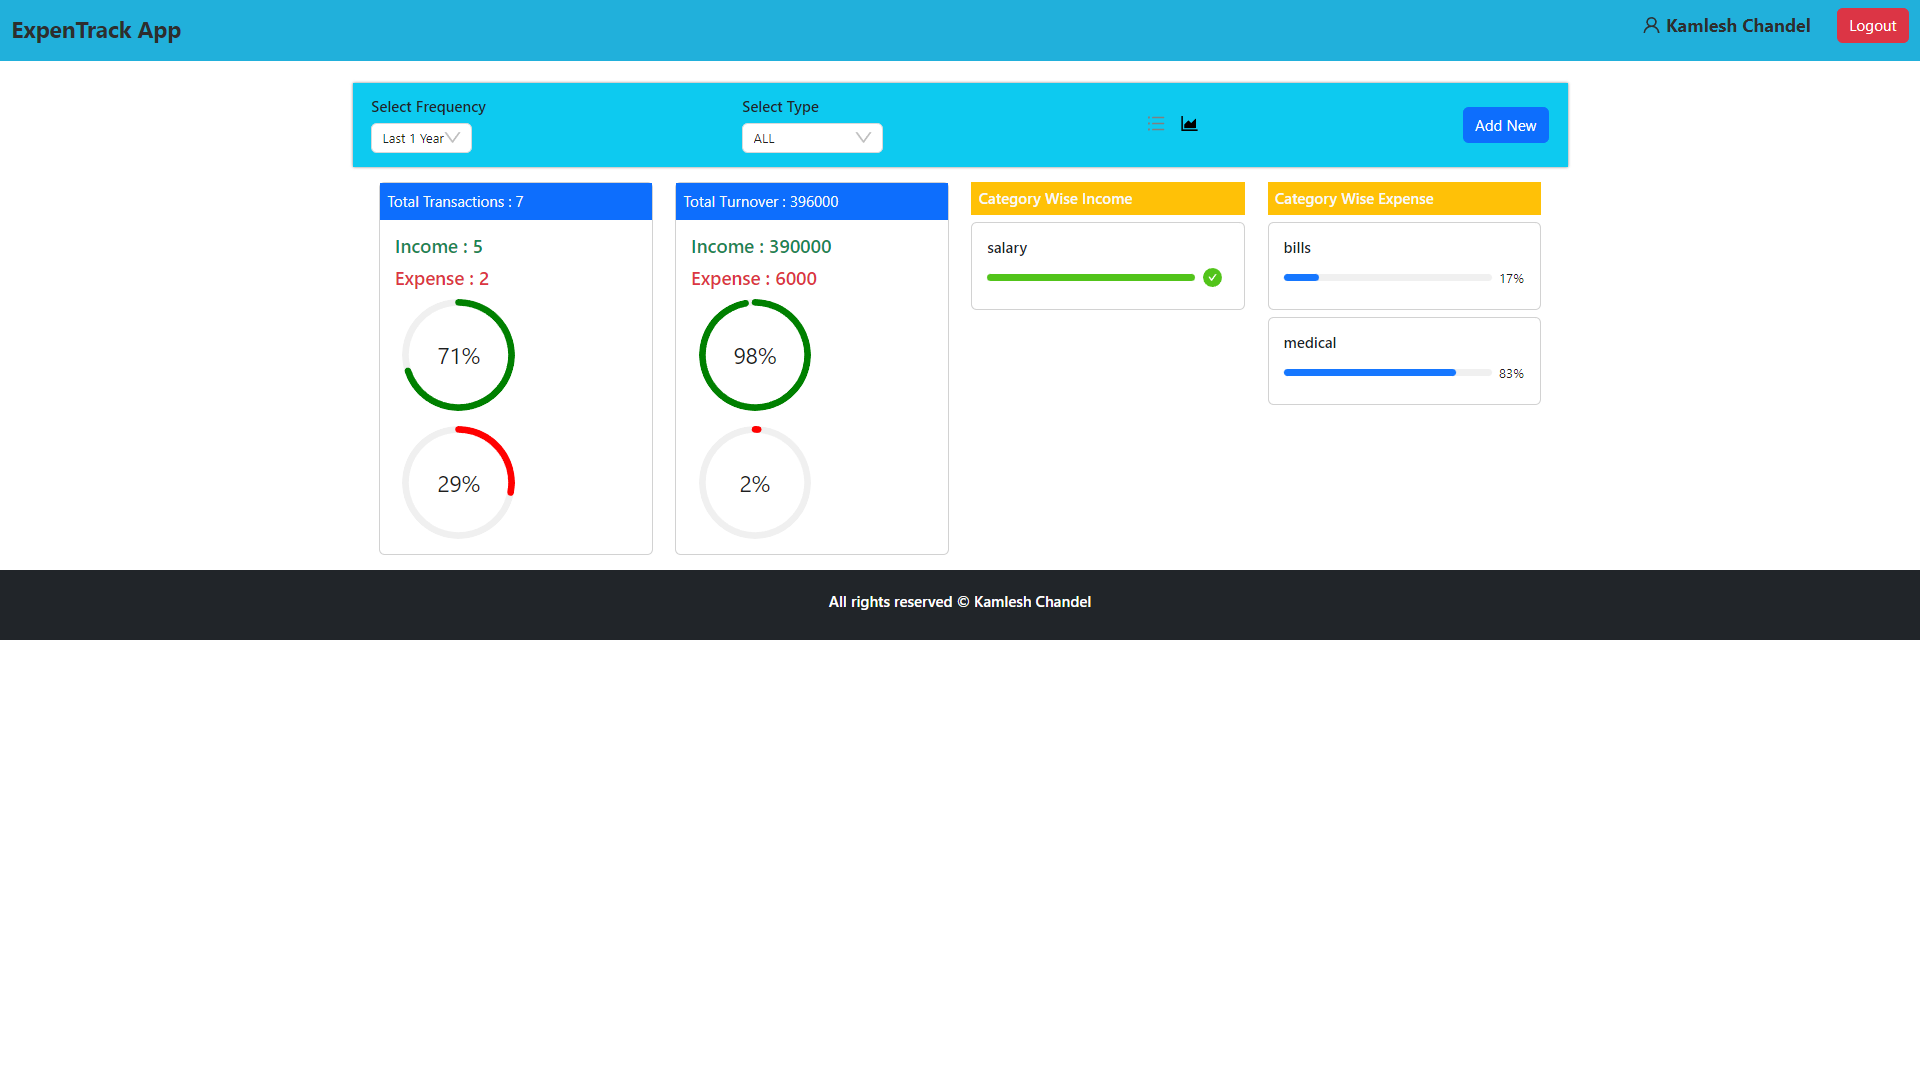 ExpenTrack App
Kamlesh Chandel
Logout
Select Frequency
Last 1 Year
Select Type
ALL
Add New
Total Transactions : 7
Income : 5
Expense : 2
71%
29%
Total Turnover : 396000
Income : 390000
Expense : 6000
98%
2%
Category Wise Income
salary
Category Wise Expense
bills
17%
medical
83%
All rights reserved © Kamlesh Chandel